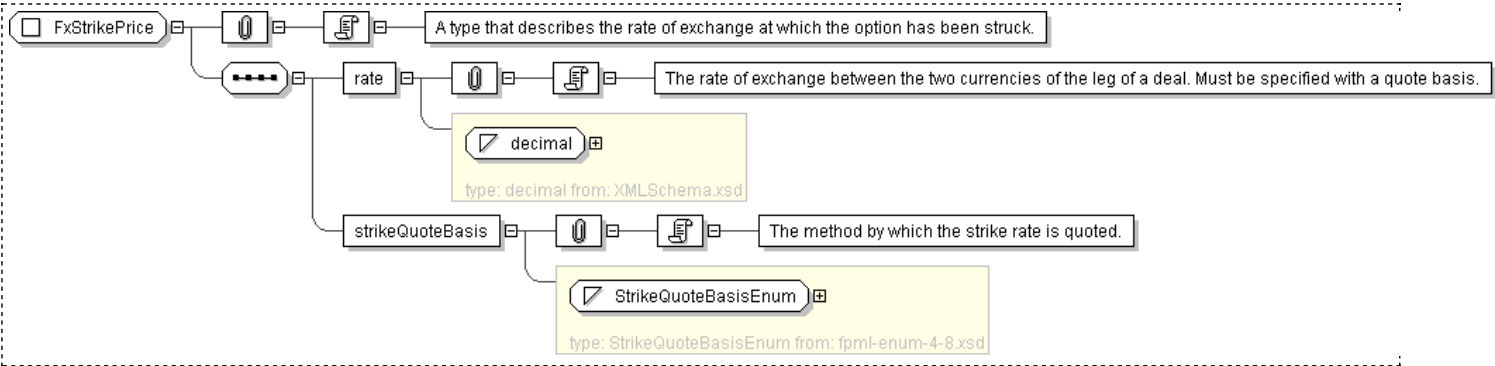 FxStrikePrice
A type that describes the rate of exchange at which the option has been struck.
rate
The rate of exchange between the two currencies of the leg of a deal. Must be specified with a quote basis.
decimal
type: decimal from: XMLSchema.xsd
strikeQuoteBasis
The method by which the strike rate is quoted.
StrikeQuoteBasisEnum
type: StrikeQuoteBasisEnum from: fpml-enum-4-8.xsd